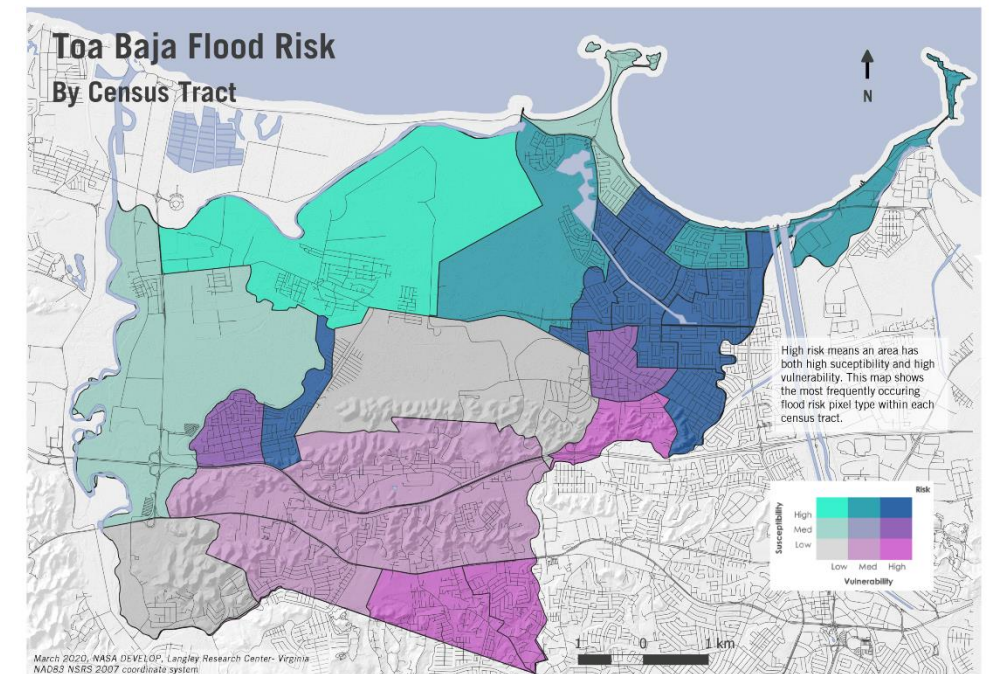 Toa Baja Flood Risk
By Census Tract
N
High risk means an area has
both high suceptibility and high
vulnerability. This map shows
the most frequently occuring
flood risk pixel type within each
census tract.
Risk
Susceptibility
High
Med
Low
Low Med High
Vulnerability
1 0 1 km
March 2020, NASA DEVELOP, Langley Research Center- Virginia
NAD83 NSRS 2007 coordinate system